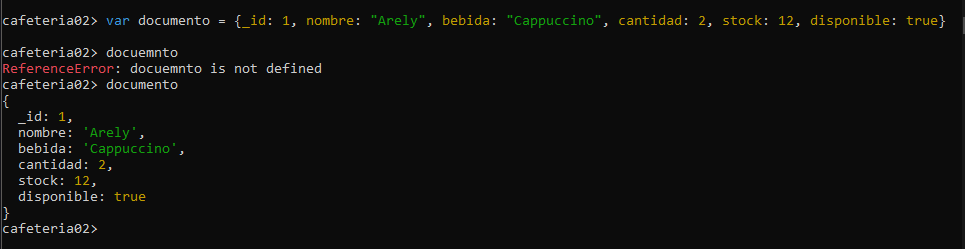 cafeteria02> var documento = {_id: 1, nombre: "Arely", bebida: "Cappuccino", cantidad: 2, stock: 12, disponible: true}
cafeteria02> docuemnto
ReferenceError: docuemnto is not defined
cafeteria02> documento
{
  _id: 1,
  nombre: 'Arely',
  bebida: 'Cappuccino',
  cantidad: 2,
  stock: 12,
  disponible: true
}
cafeteria02>